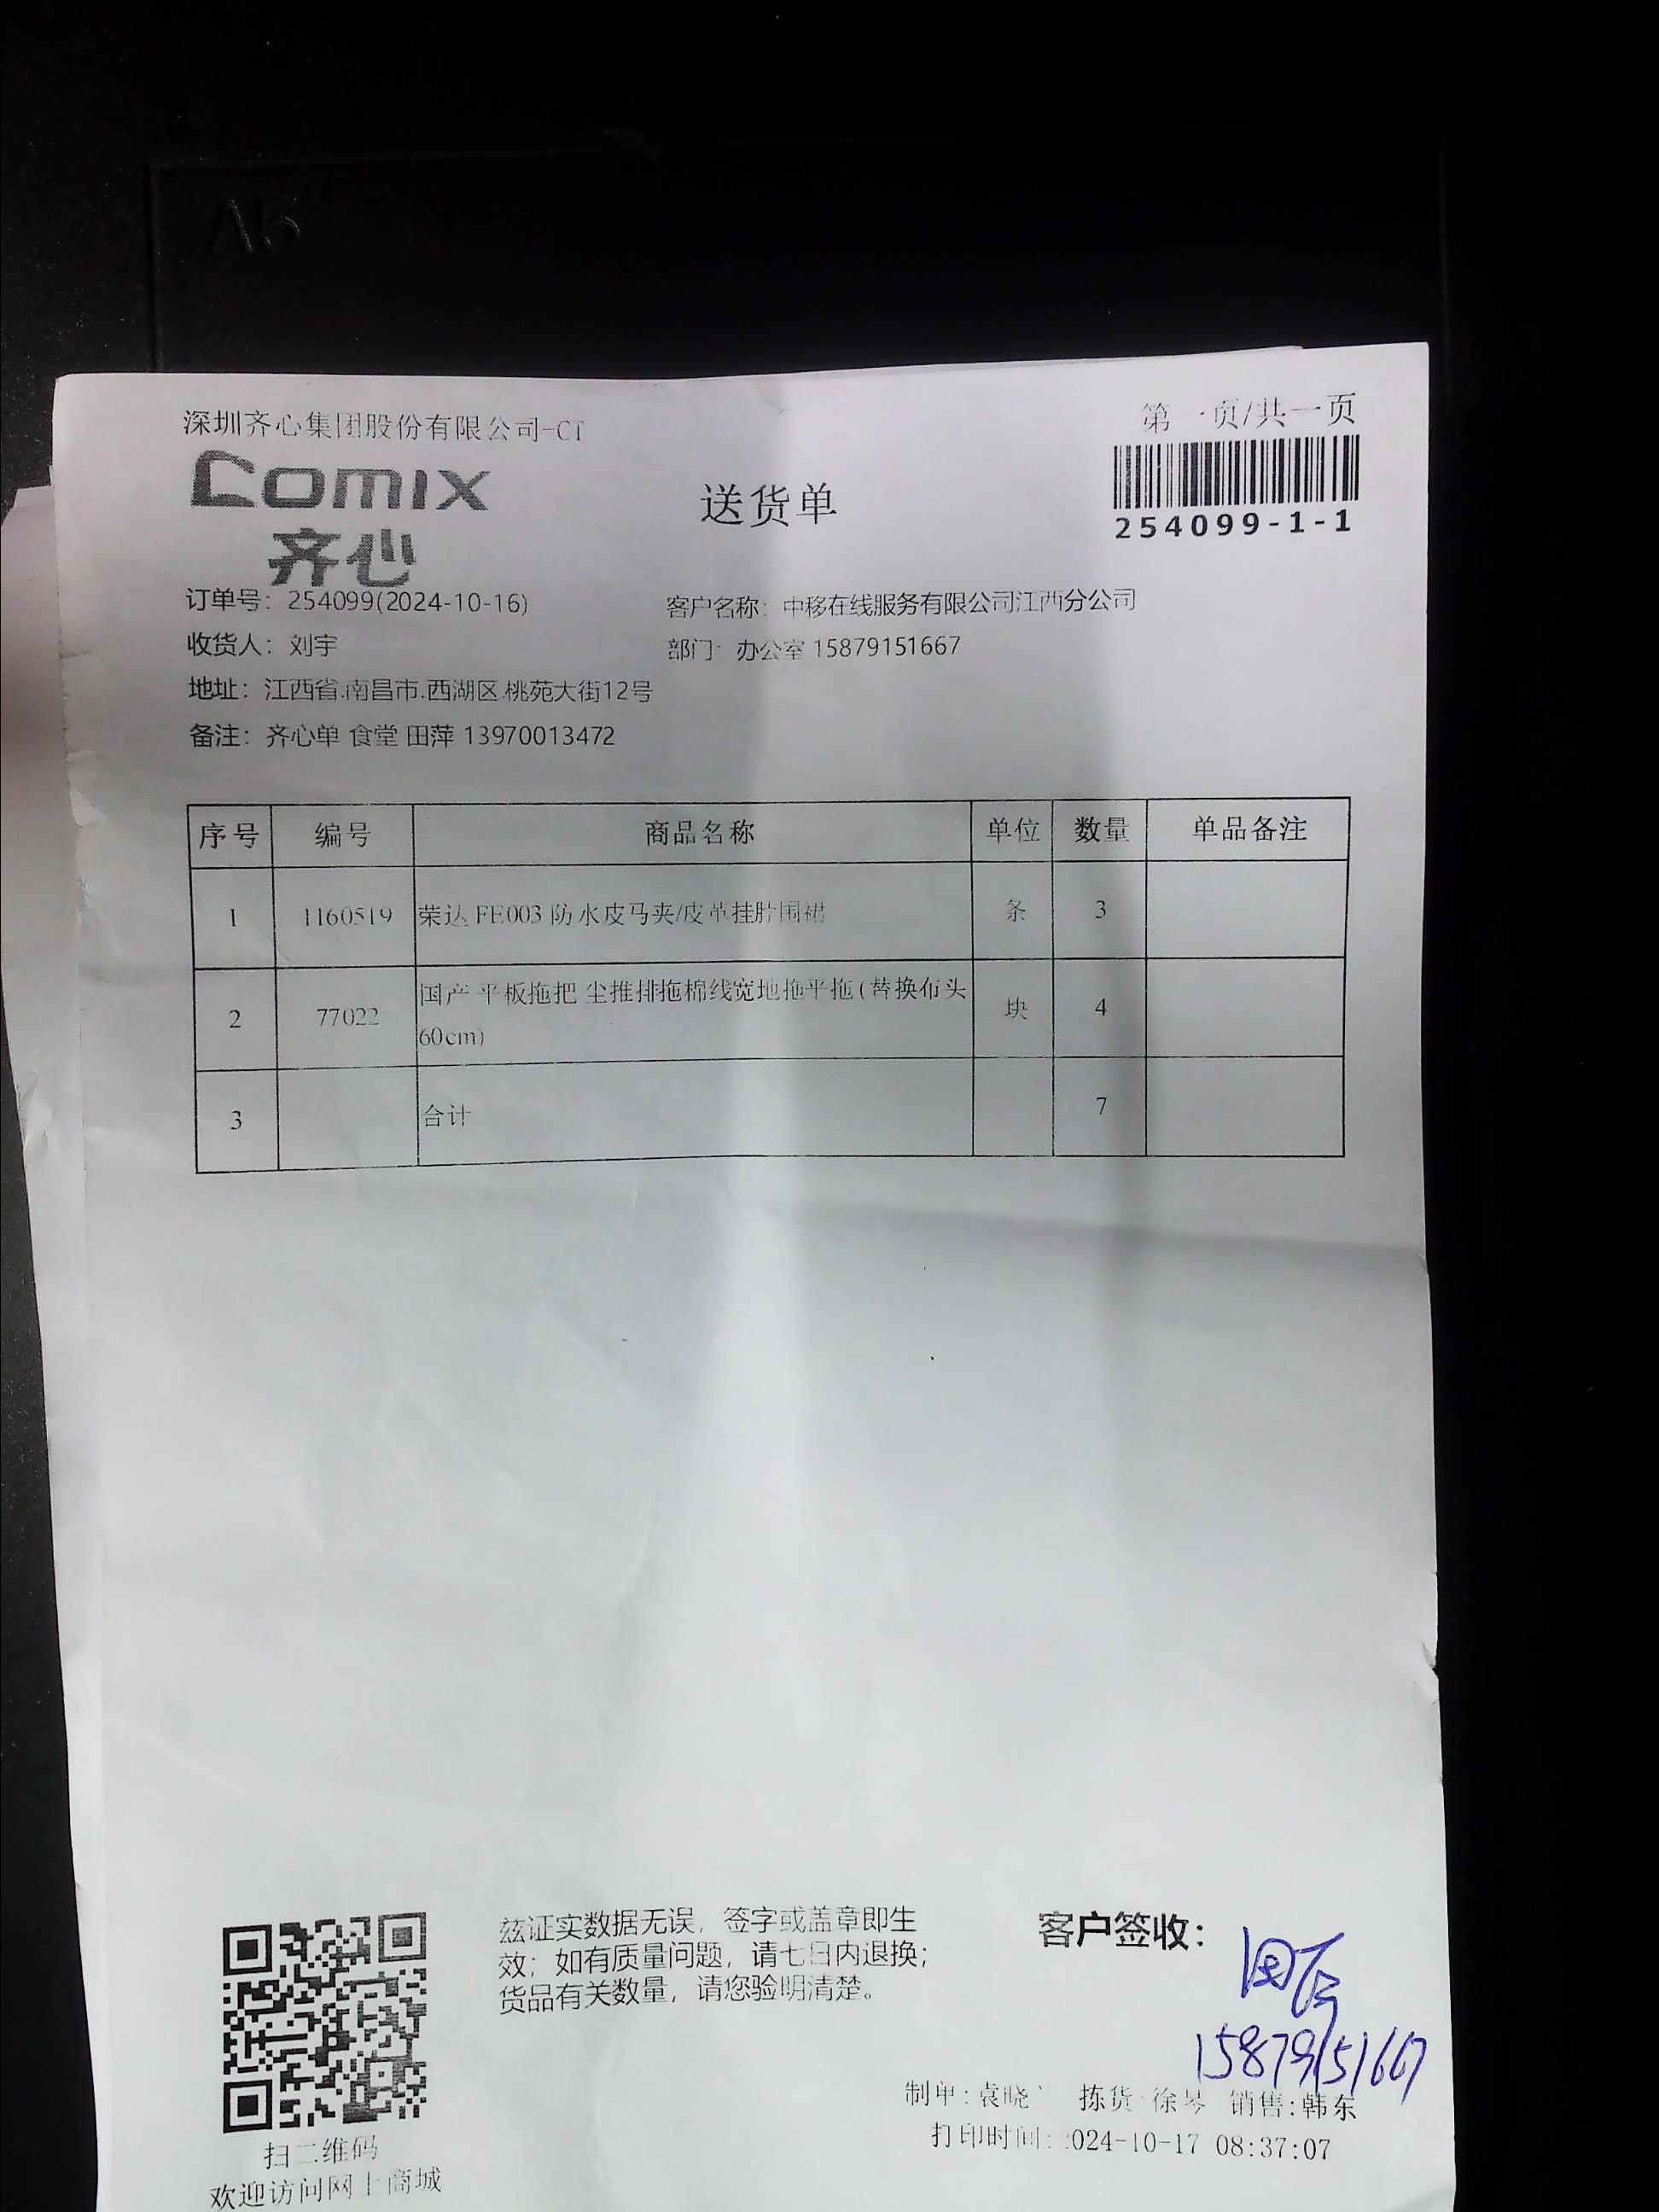 A5
深圳齐心集团股份有限公司-CT
第一页/共一页
comix
齐心
送货单
254099-1-1
订单号：254099(2024-10-16)
客户名称：中移在线服务有限公司江西分公司
收货人：刘宇
部门：办公室 15879151667
地址：江西省.南昌市.西湖区.桃苑大街12号
备注：齐心单 食堂 田萍 13970013472
序号 编号 商品名称 单位 数量 单品备注
1 1160519 荣达 FE003 防水皮马夹/皮革挂脖围裙 条 3
2 77022 国产 平板拖把 尘推排拖棉线宽地拖平拖(替换布头 块 4
60cm)
3 合计 7
兹证实数据无误，签字或盖章即生
效；如有质量问题，请七日内退换；
货品有关数量，请您验明清楚。
客户签收：
15879151667
制单:袁晓 拣货 徐琴 销售:韩东
打印时间:2024-10-17 08:37:07
扫二维码
欢迎访问网上商城